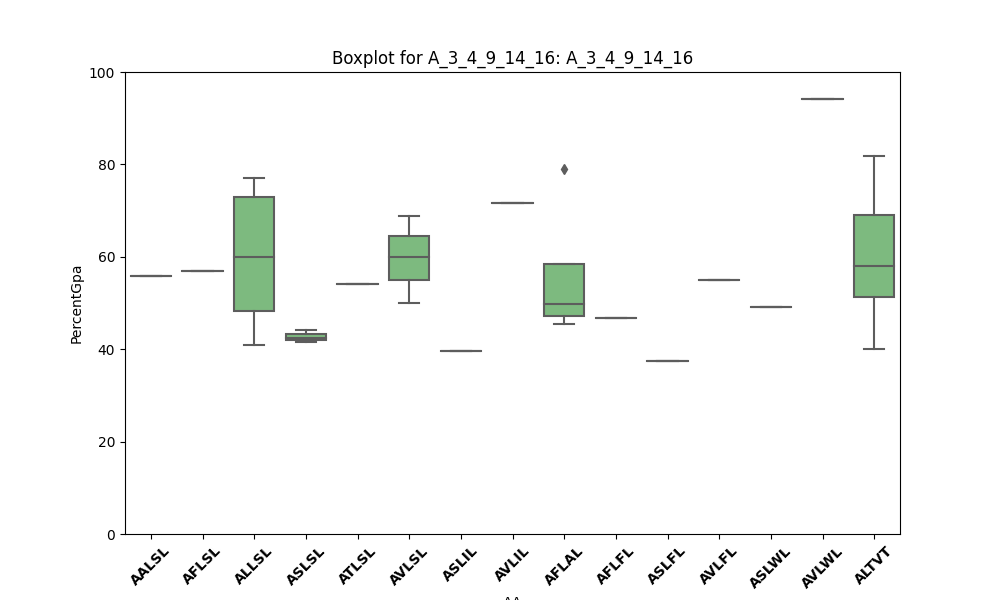 Boxplot for A_3_4_9_14_16: A_3_4_9_14_16
100
80
60
40
20
0
PercentGpa
AALSL
AFLSL
ALLSL
ASLSL
ATLSL
AVLSL
ASLIL
AVLIL
AFLAL
AFLFL
ASLFL
AVLFL
ASLWL
AVLWL
ALTVT